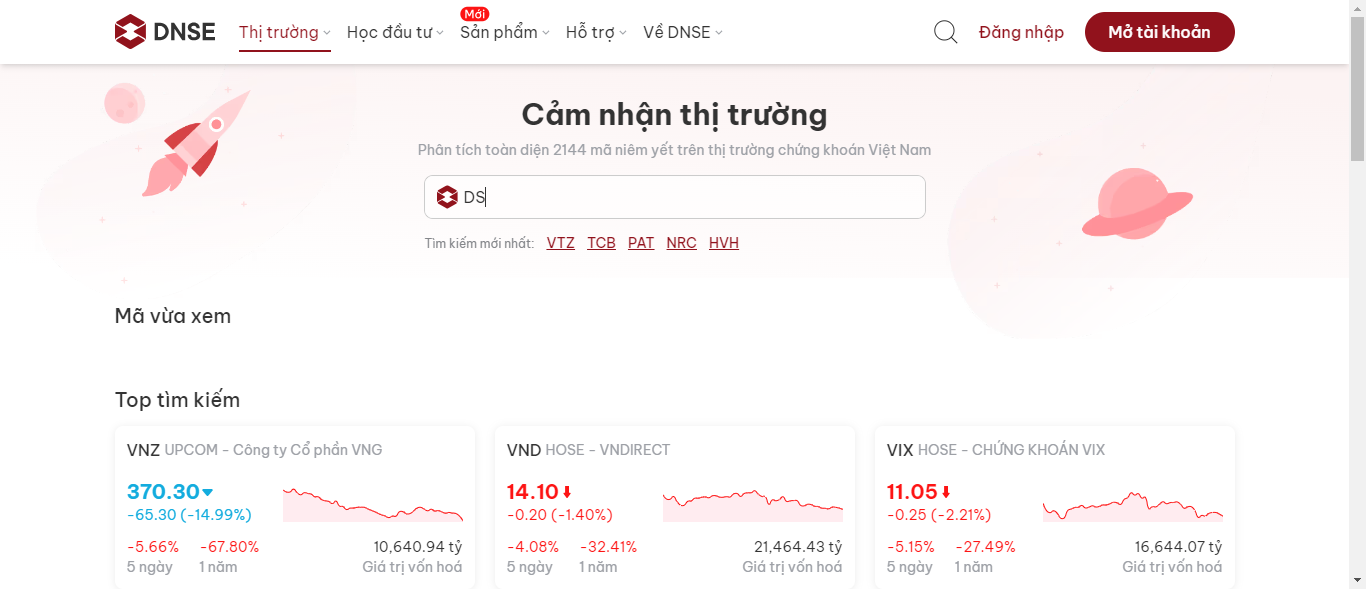 DNSE Thị trường Học đầu tư Mới Sản phẩm Hỗ trợ Về DNSE Đăng nhập Mở tài khoản
Cảm nhận thị trường
Phân tích toàn diện 2144 mã niêm yết trên thị trường chứng khoán Việt Nam
DS
Tìm kiếm mới nhất: VTZ TCB PAT NRC HVH
Mã vừa xem
Top tìm kiếm
VNZ UPCOM - Công ty Cổ phần VNG
370.30
-65.30 (-14.99%)
-5.66% -67.80% 10,640.94 tỷ
5 ngày 1 năm Giá trị vốn hoá
VND HOSE - VNDIRECT
14.10
-0.20 (-1.40%)
-4.08% -32.41% 21,464.43 tỷ
5 ngày 1 năm Giá trị vốn hoá
VIX HOSE - CHỨNG KHOÁN VIX
11.05
-0.25 (-2.21%)
-5.15% -27.49% 16,644.07 tỷ
5 ngày 1 năm Giá trị vốn hoá